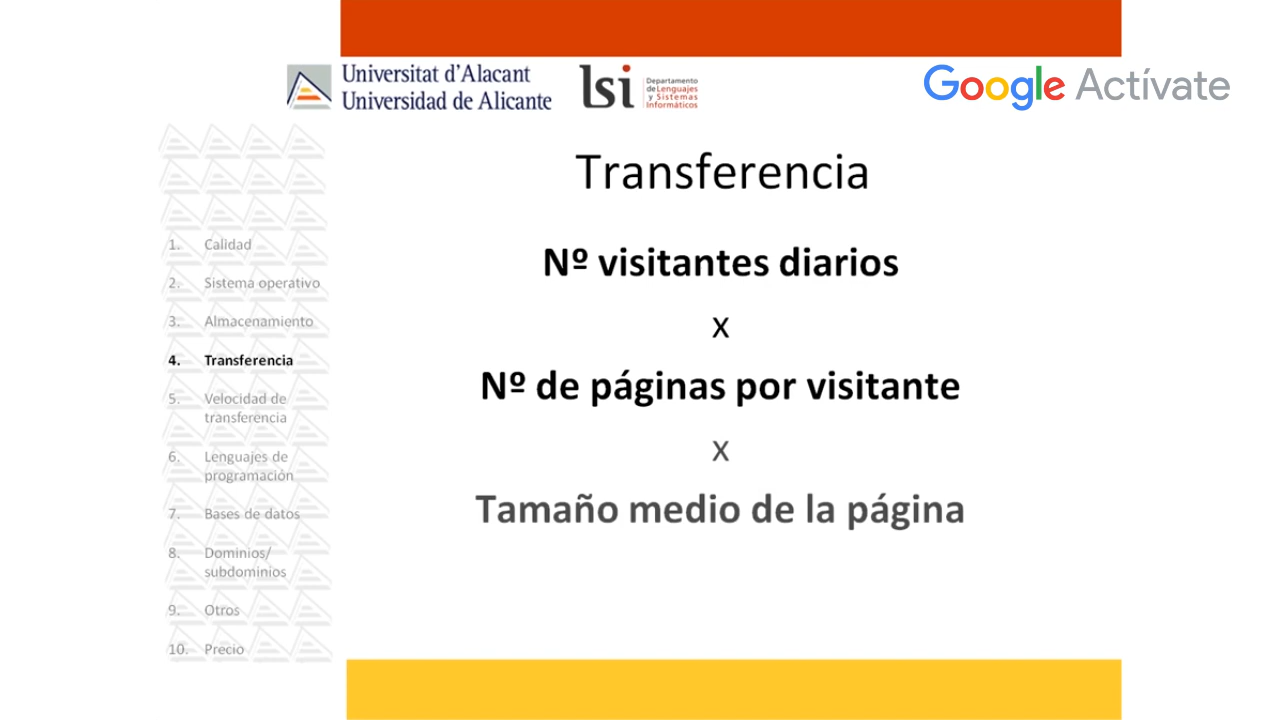 Universitat d'Alacant
Universidad de Alicante
lsi
Departamento
de Lenguajes
y Sistemas
Informáticos
Google Actívate
Transferencia
Nº visitantes diarios
x
Nº de páginas por visitante
x
Tamaño medio de la página
1. Calidad
2. Sistema operativo
3. Almacenamiento
4. Transferencia
5. Velocidad de
transferencia
6. Lenguajes de
programación
7. Bases de datos
8. Dominios/
subdominios
9. Otros
10. Precio